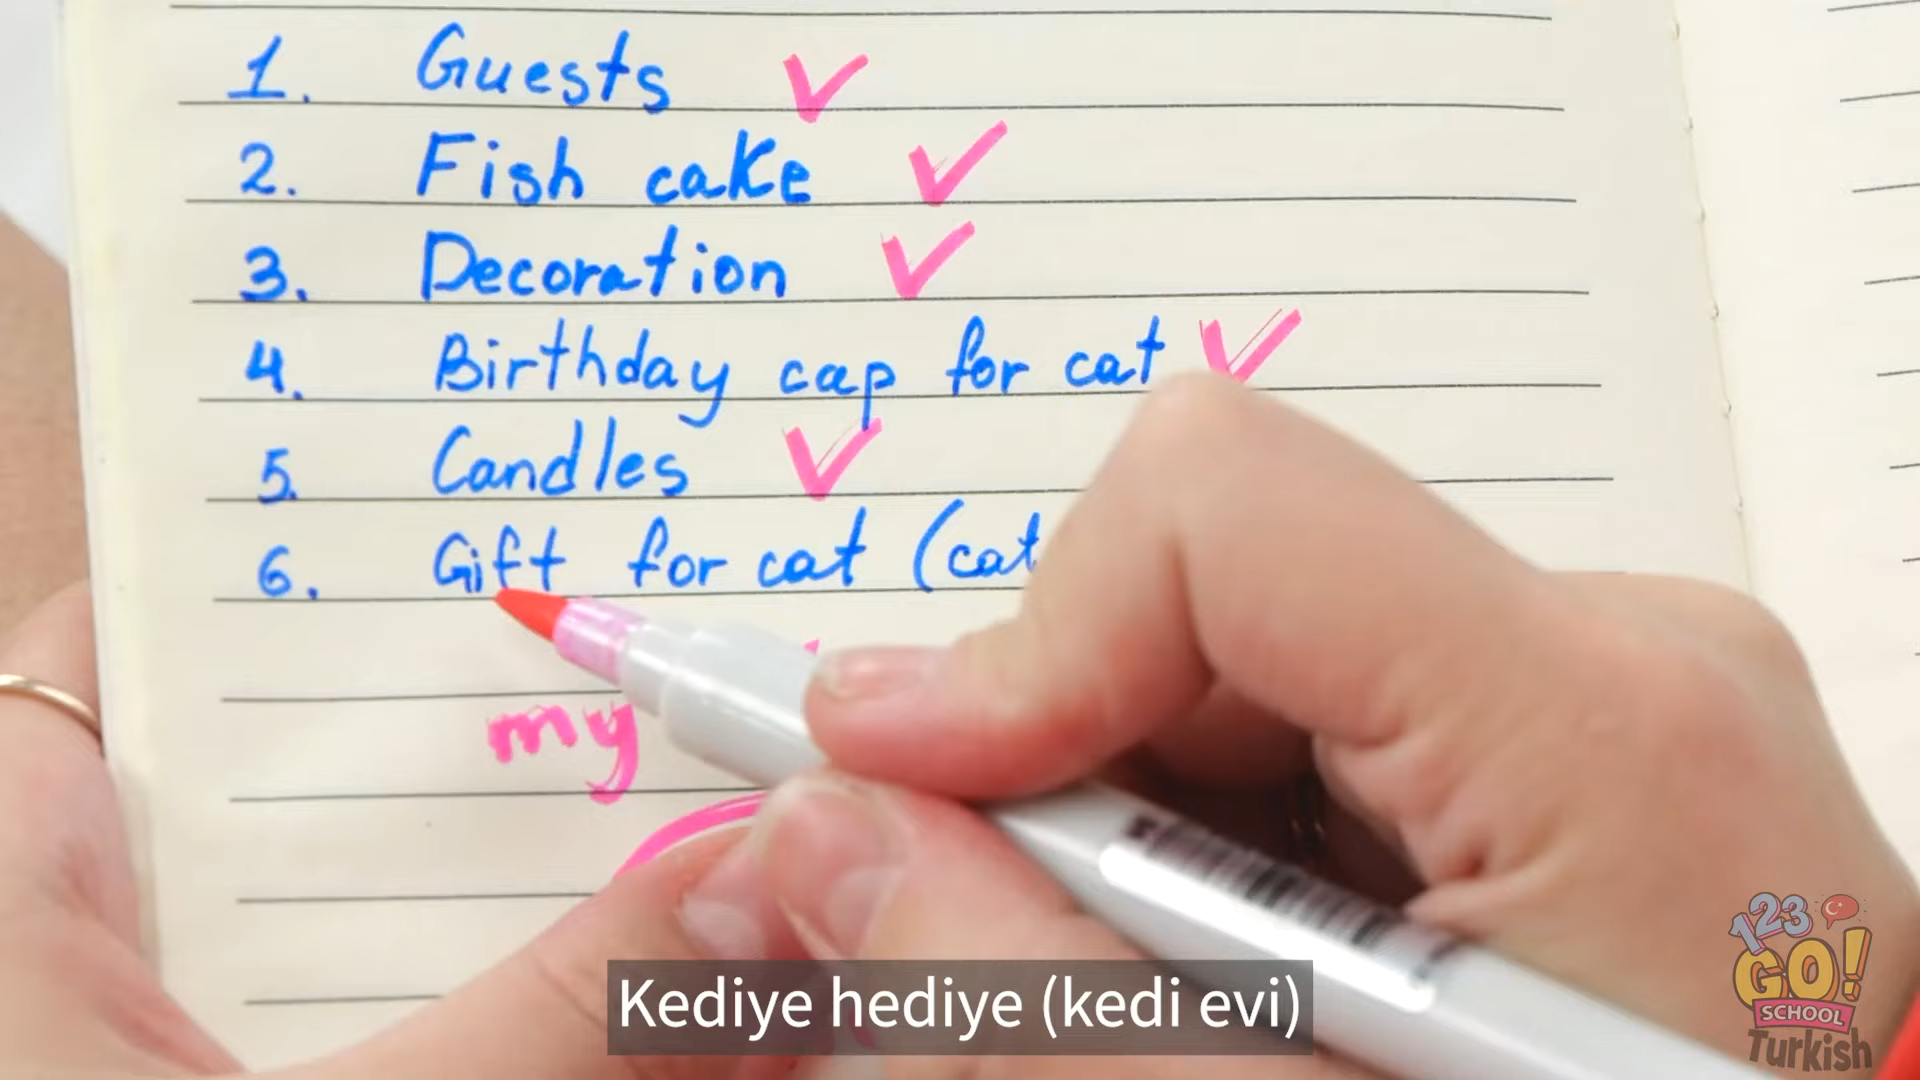 1. Guests
2. Fish cake
3. Decoration
4. Birthday cap for cat
5. Candles
6. Gift for cat (cat
my
Kediye hediye (kedi evi)
123
GO!
SCHOOL
Turkish